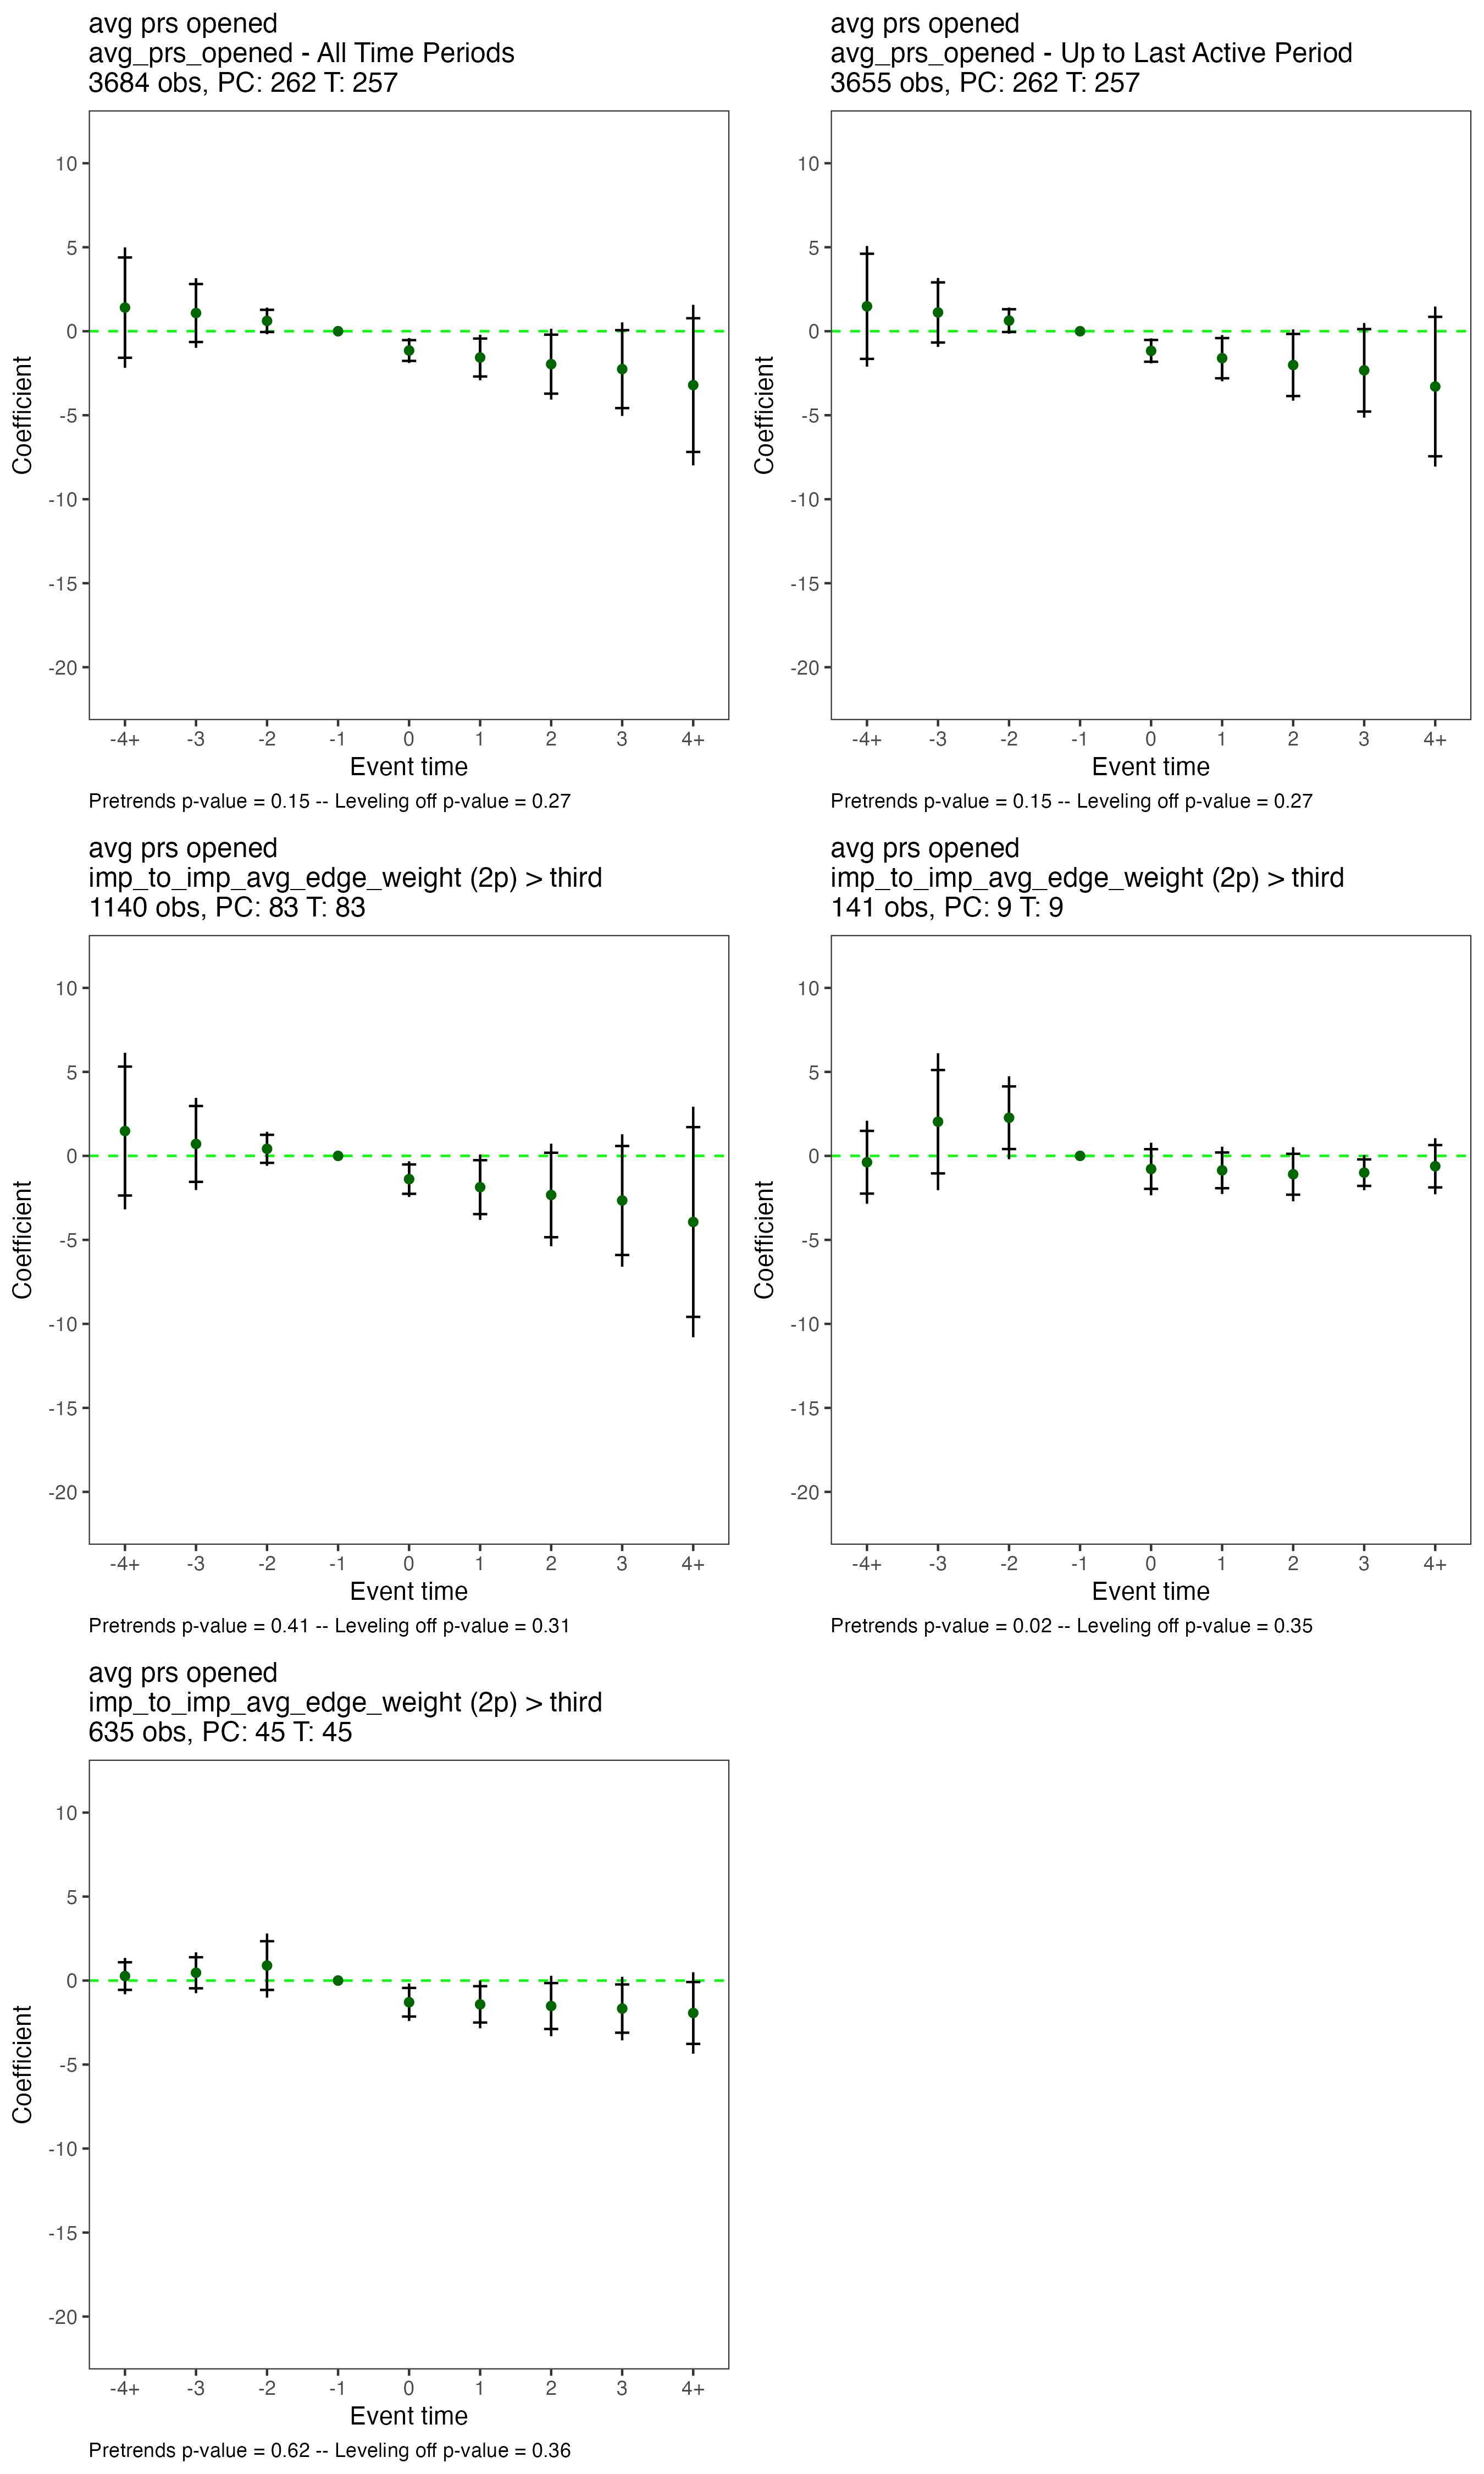 avg prs opened
avg_prs_opened - All Time Periods
3684 obs, PC: 262 T: 257
10
5
0
-5
-10
-15
-20
Coefficient
-4+ -3 -2 -1 0 1 2 3 4+
Event time
Pretrends p-value = 0.15 -- Leveling off p-value = 0.27
avg prs opened
avg_prs_opened - Up to Last Active Period
3655 obs, PC: 262 T: 257
10
5
0
-5
-10
-15
-20
Coefficient
-4+ -3 -2 -1 0 1 2 3 4+
Event time
Pretrends p-value = 0.15 -- Leveling off p-value = 0.27
avg prs opened
imp_to_imp_avg_edge_weight (2p) > third
1140 obs, PC: 83 T: 83
10
5
0
-5
-10
-15
-20
Coefficient
-4+ -3 -2 -1 0 1 2 3 4+
Event time
Pretrends p-value = 0.41 -- Leveling off p-value = 0.31
avg prs opened
imp_to_imp_avg_edge_weight (2p) > third
141 obs, PC: 9 T: 9
10
5
0
-5
-10
-15
-20
Coefficient
-4+ -3 -2 -1 0 1 2 3 4+
Event time
Pretrends p-value = 0.02 -- Leveling off p-value = 0.35
avg prs opened
imp_to_imp_avg_edge_weight (2p) > third
635 obs, PC: 45 T: 45
10
5
0
-5
-10
-15
-20
Coefficient
-4+ -3 -2 -1 0 1 2 3 4+
Event time
Pretrends p-value = 0.62 -- Leveling off p-value = 0.36